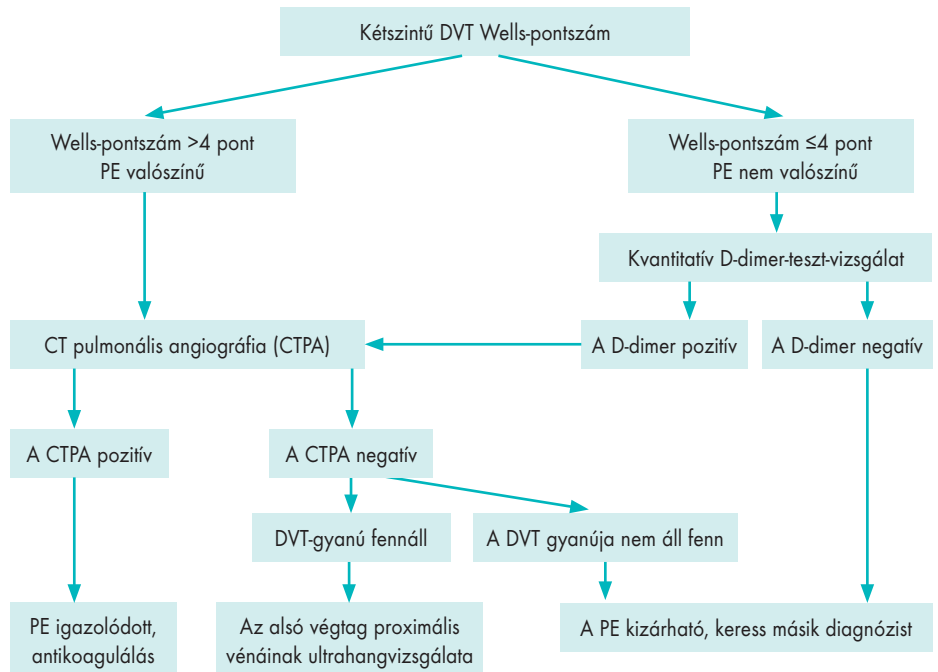 Kétszintű DVT Wells-pontszám
Wells-pontszám >4 pont
PE valószínű
Wells-pontszám ≤4 pont
PE nem valószínű
Kvantitatív D-dimer-teszt-vizsgálat
CT pulmonális angiográfia (CTPA)
A D-dimer pozitív
A D-dimer negatív
A CTPA pozitív
A CTPA negatív
DVT-gyanú fennáll
A DVT gyanúja nem áll fenn
PE igazolódott,
antikoagulálás
Az alsó végtag proximális
vénáinak ultrahangvizsgálata
A PE kizárható, keress másik diagnózist